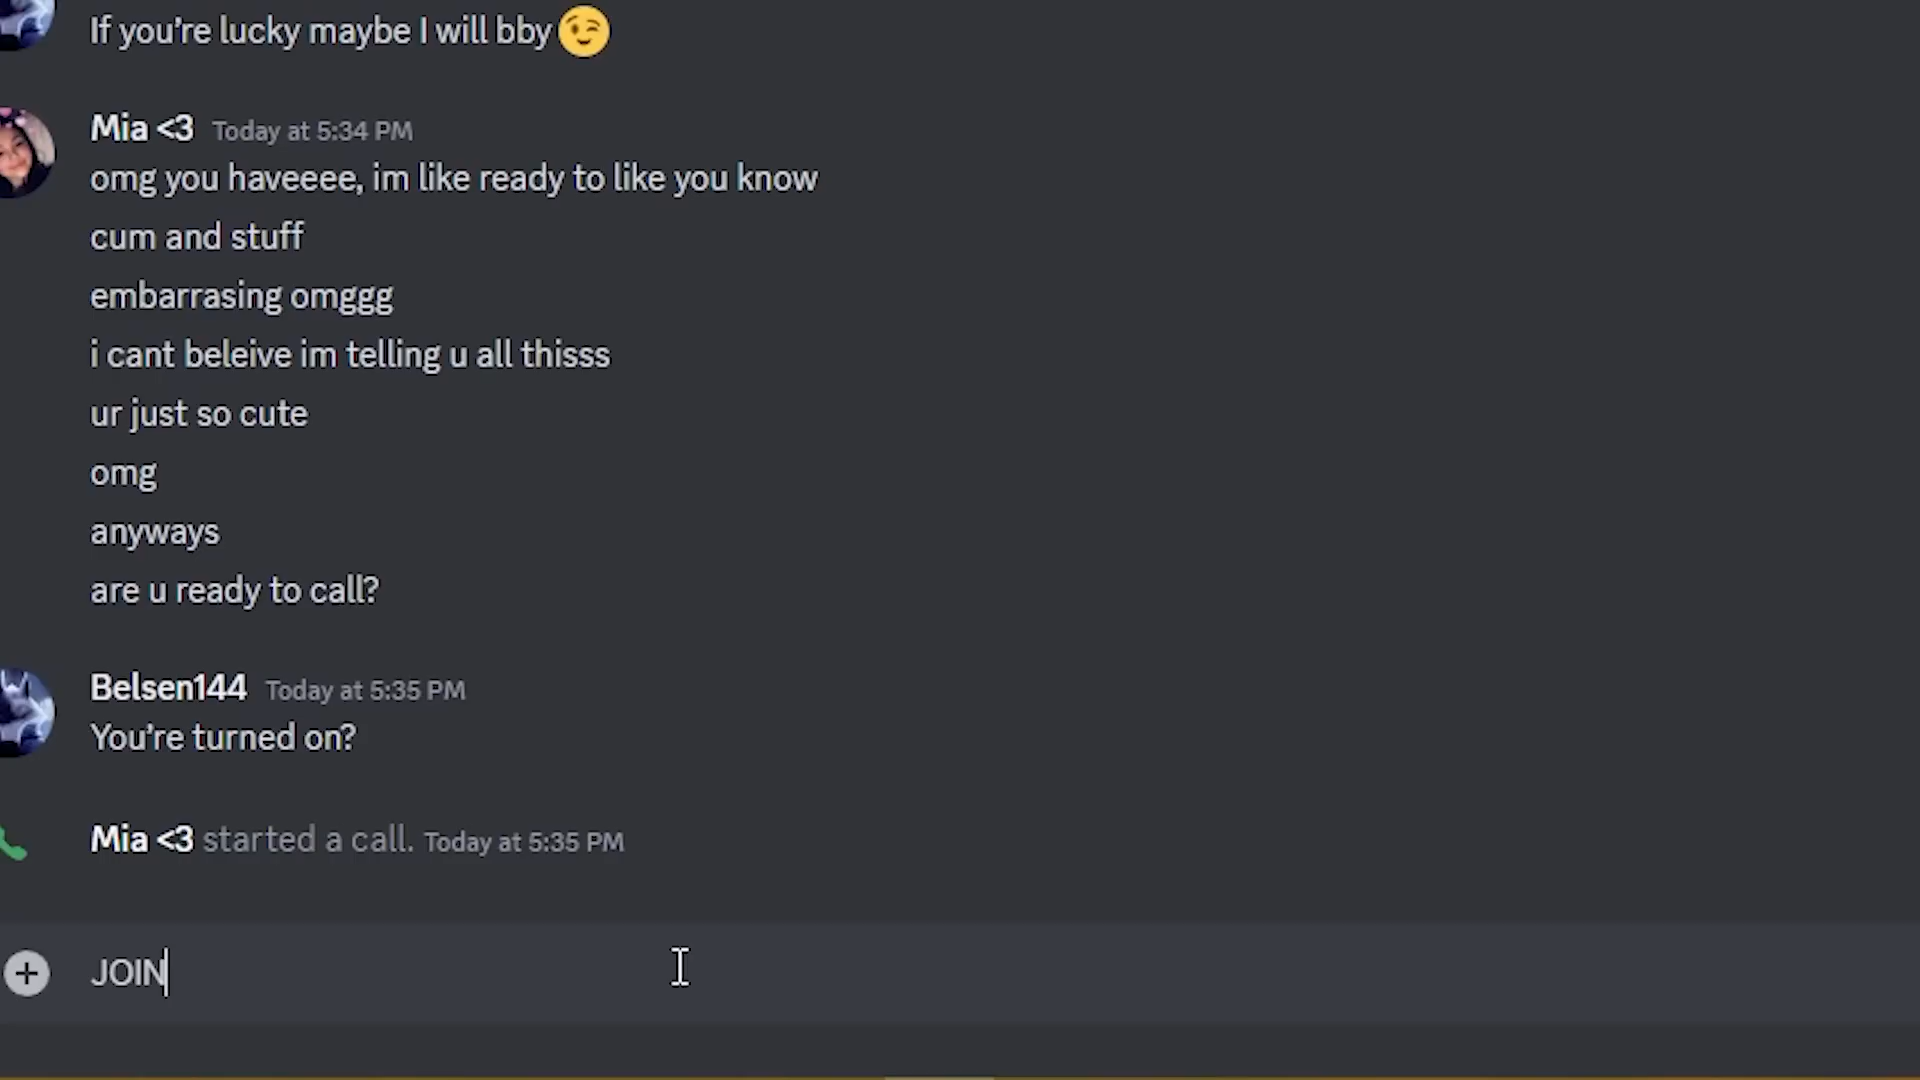 If you're lucky maybe I will bby 😉
Mia <3 Today at 5:34 PM
omg you haveeee, im like ready to like you know
cum and stuff
embarrasing omggg
i cant beleive im telling u all thisss
ur just so cute
omg
anyways
are u ready to call?
Belsen144 Today at 5:35 PM
You're turned on?
Mia <3 started a call. Today at 5:35 PM
JOIN